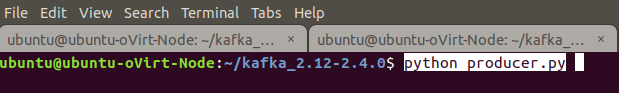 File Edit View Search Terminal Tabs Help
ubuntu@ubuntu-oVirt-Node: ~/kafka_... × ubuntu@ubuntu-oVirt-Node: ~/kafka_... ×
ubuntu@ubuntu-oVirt-Node:~/kafka_2.12-2.4.0$ python producer.py